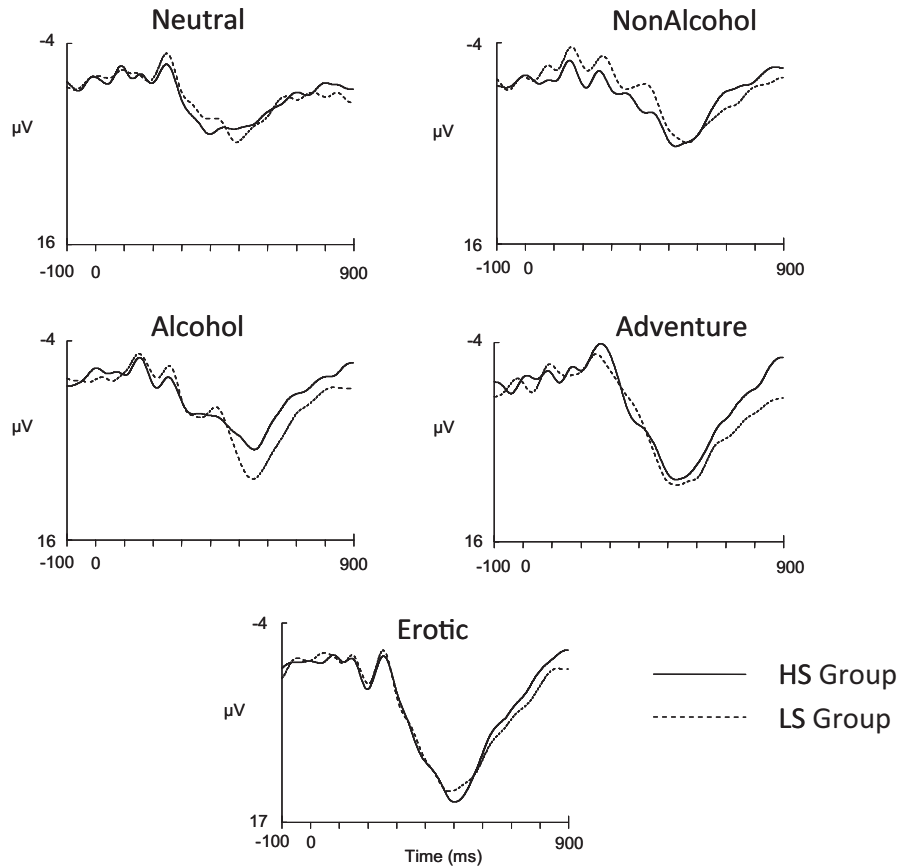 Neutral
-4
µV
16
-100 0 900
NonAlcohol
-4
µV
16
-100 0 900
Alcohol
-4
µV
16
-100 0 900
Adventure
-4
µV
16
-100 0 900
Erotic
-4
µV
17
-100 0 900
Time (ms)
HS Group
LS Group